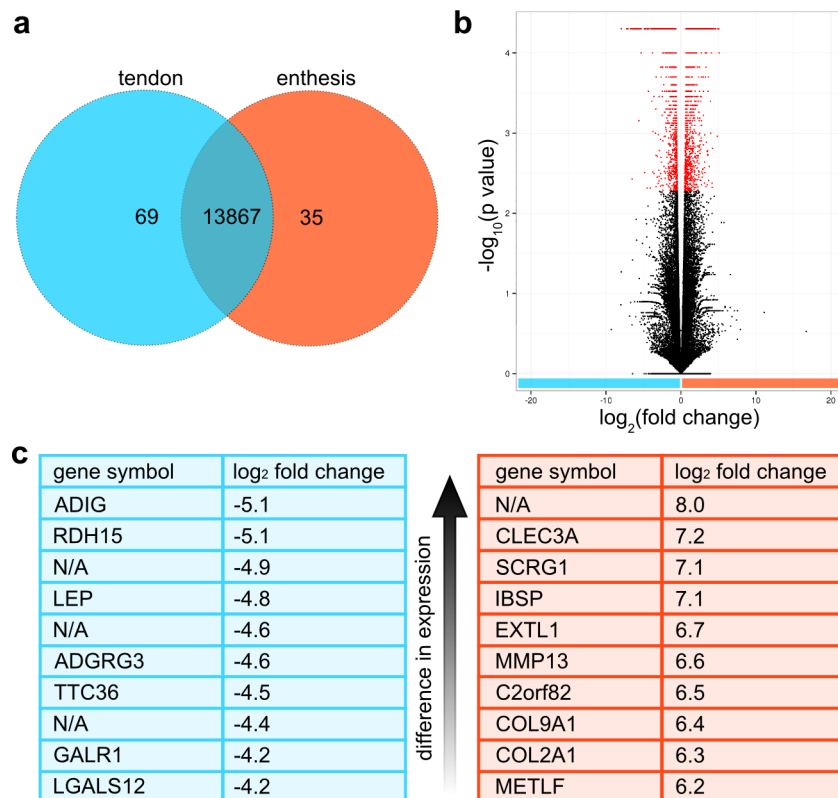 a
tendon
enthesis
69
13867
35
b
-log10(p value)
4
3
2
1
0
-20
-10
0
10
20
log2(fold change)
c
gene symbol log2 fold change
ADIG -5.1
RDH15 -5.1
N/A -4.9
LEP -4.8
N/A -4.6
ADGRG3 -4.6
TTC36 -4.5
N/A -4.4
GALR1 -4.2
LGALS12 -4.2
difference in expression
gene symbol log2 fold change
N/A 8.0
CLEC3A 7.2
SCRG1 7.1
IBSP 7.1
EXTL1 6.7
MMP13 6.6
C2orf82 6.5
COL9A1 6.4
COL2A1 6.3
METLF 6.2